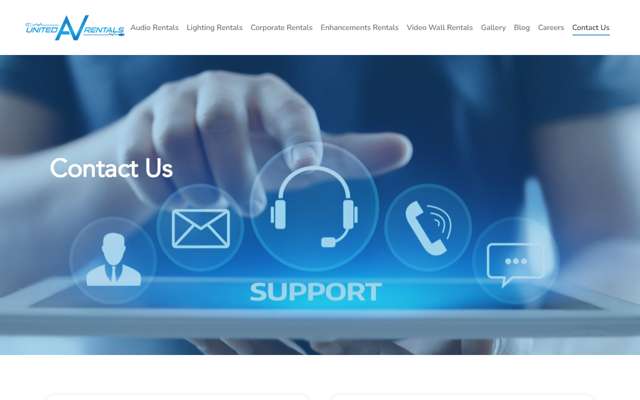 UNITED AV RENTALS
Audio Rentals
Lighting Rentals
Corporate Rentals
Enhancements Rentals
Video Wall Rentals
Gallery
Blog
Careers
Contact Us
Contact Us
SUPPORT